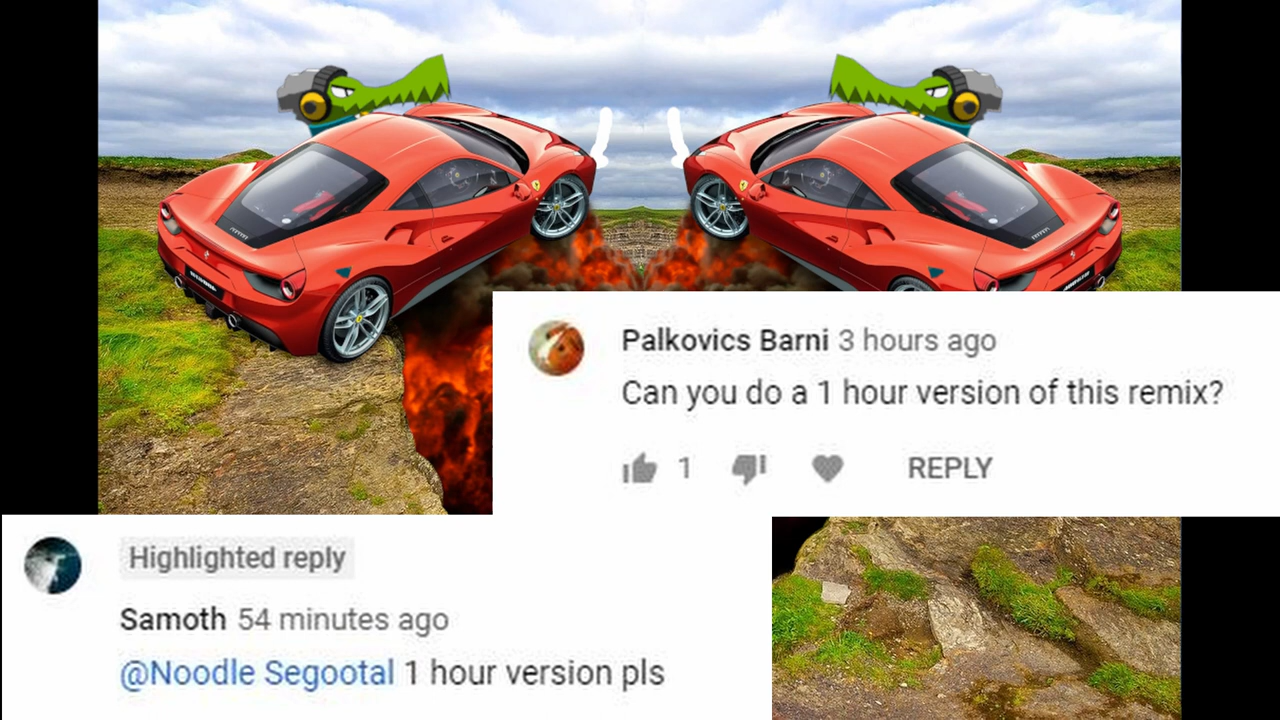 Palkovics Barni 3 hours ago
Can you do a 1 hour version of this remix?
1
REPLY
Highlighted reply
Samoth 54 minutes ago
@Noodle Segootal 1 hour version pls